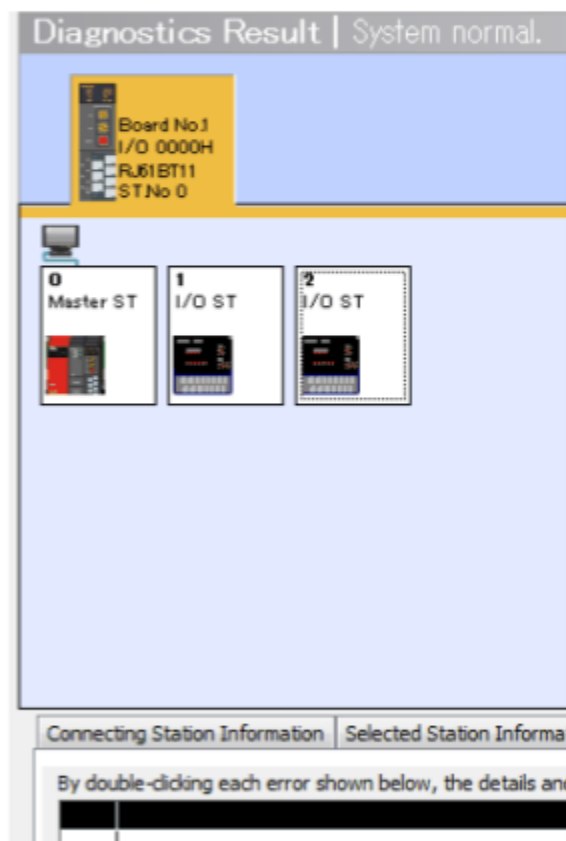 Diagnostics Result | System normal.
Board No.1
I/O 0000H
RJ61BT11
ST.No 0
0
Master ST
1
I/O ST
2
I/O ST
Connecting Station Information
Selected Station Informa
By double-clicking each error shown below, the details and